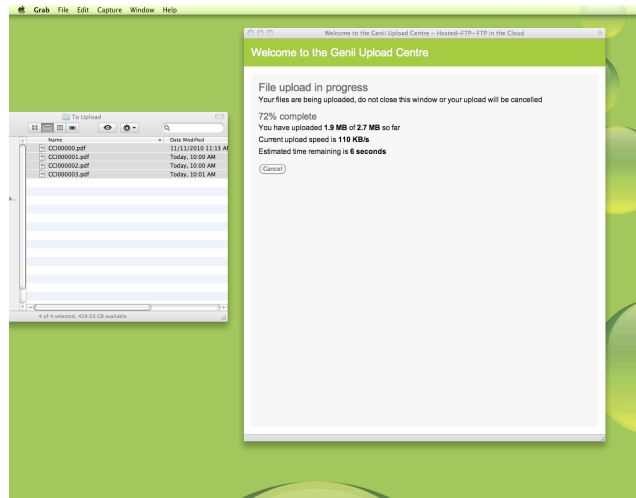 Grab File Edit Capture Window Help
Welcome to the Genii Upload Centre – Hosted~FTP~ FTP in the Cloud
Welcome to the Genii Upload Centre
File upload in progress
Your files are being uploaded, do not close this window or your upload will be cancelled
72% complete
You have uploaded 1.9 MB of 2.7 MB so far
Current upload speed is 110 KB/s
Estimated time remaining is 6 seconds
Cancel
To Upload
Name Date Modified
CCI00000.pdf 11/11/2010 11:13 A
CCI000001.pdf Today, 10:00 AM
CCI000002.pdf Today, 10:00 AM
CCI000003.pdf Today, 10:01 AM
4 of 4 selected, 429.03 GB available